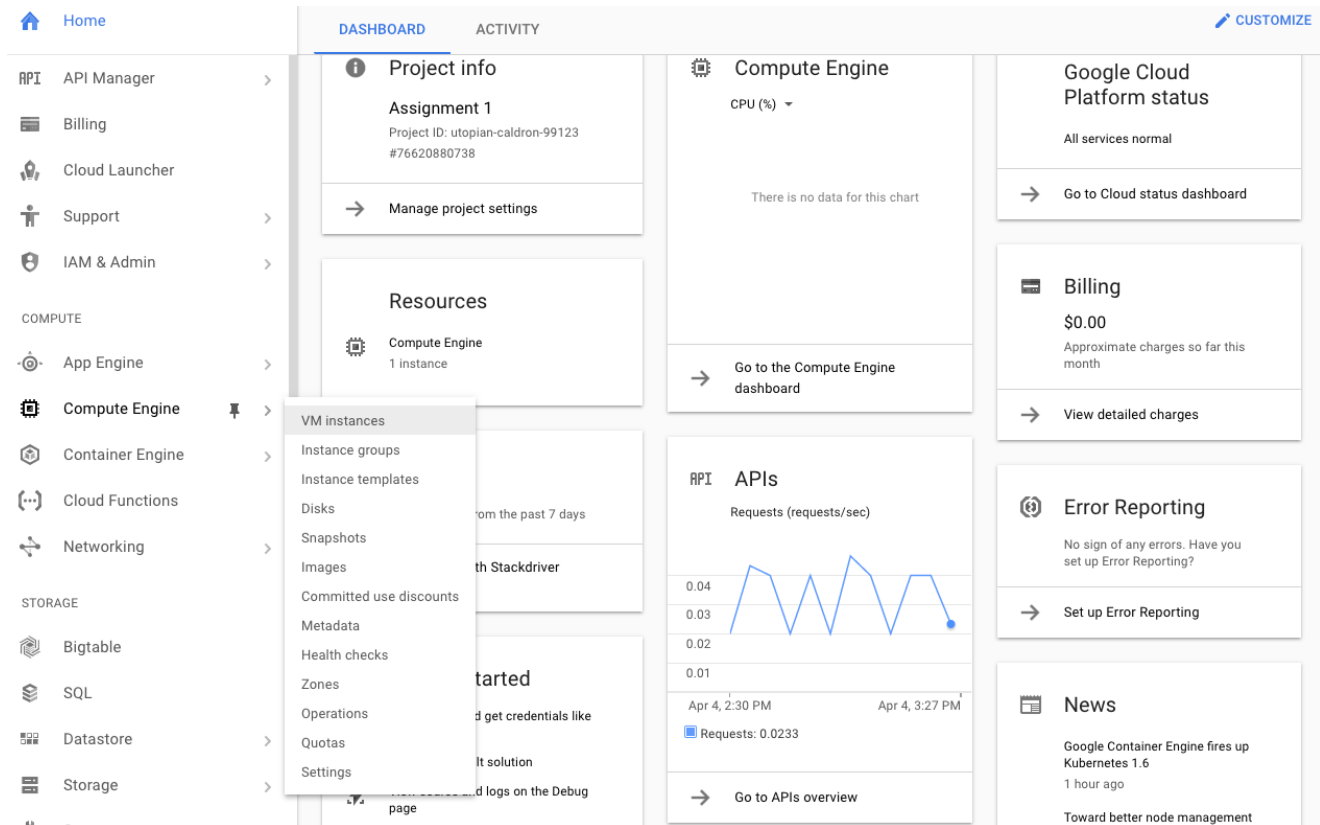 Home
API API Manager
Billing
Cloud Launcher
Support
IAM & Admin
COMPUTE
App Engine
Compute Engine
Container Engine
Cloud Functions
Networking
STORAGE
Bigtable
SQL
Datastore
Storage
VM instances
Instance groups
Instance templates
Disks
Snapshots
Images
Committed use discounts
Metadata
Health checks
Zones
Operations
Quotas
Settings
DASHBOARD
ACTIVITY
CUSTOMIZE
Project info
Assignment 1
Project ID: utopian-caldron-99123
#76620880738
Manage project settings
Resources
Compute Engine
1 instance
from the past 7 days
th Stackdriver
tarted
d get credentials like
lt solution
and logs on the Debug
page
Compute Engine
CPU (%)
There is no data for this chart
Go to the Compute Engine
dashboard
API APIs
Requests (requests/sec)
0.04
0.03
0.02
0.01
Apr 4, 2:30 PM
Apr 4, 3:27 PM
Requests: 0.0233
Go to APIs overview
Google Cloud
Platform status
All services normal
Go to Cloud status dashboard
Billing
$0.00
Approximate charges so far this
month
View detailed charges
Error Reporting
No sign of any errors. Have you
set up Error Reporting?
Set up Error Reporting
News
Google Container Engine fires up
Kubernetes 1.6
1 hour ago
Toward better node management